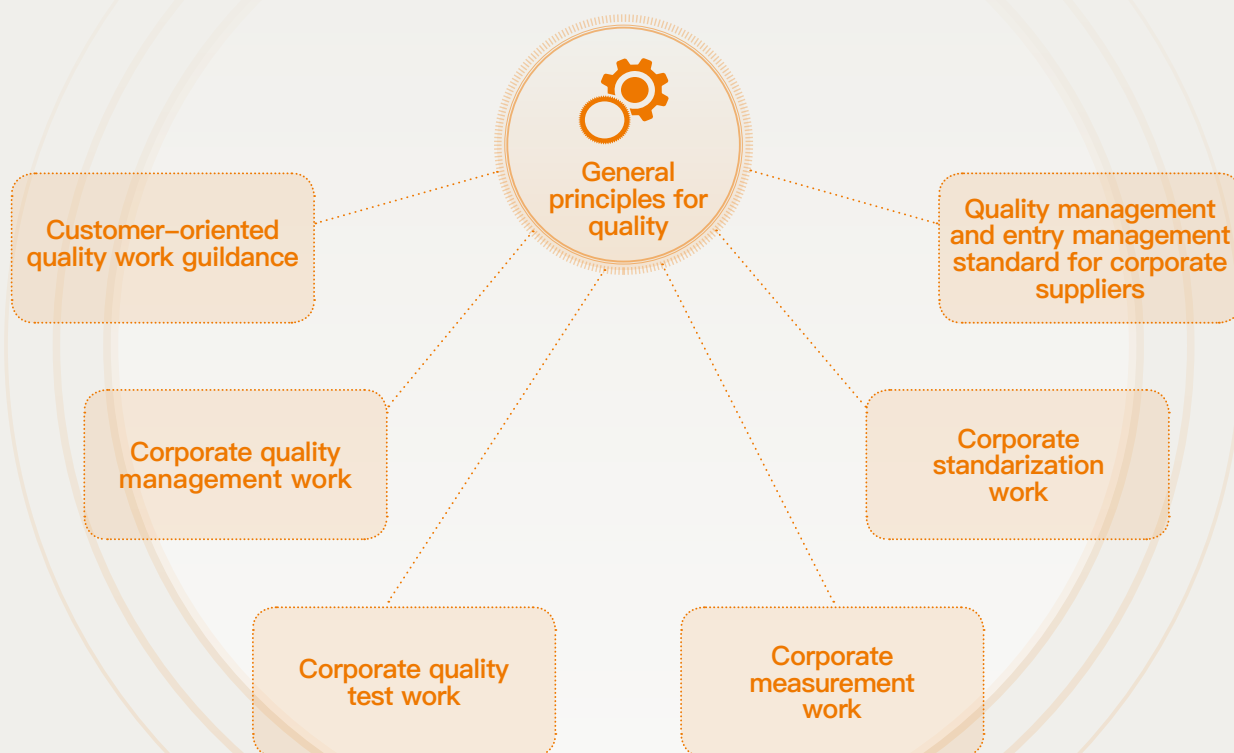 General
principles for
quality
Customer–oriented
quality work guildance
Quality management
and entry management
standard for corporate
suppliers
Corporate quality
management work
Corporate
standarization
work
Corporate quality
test work
Corporate
measurement
work